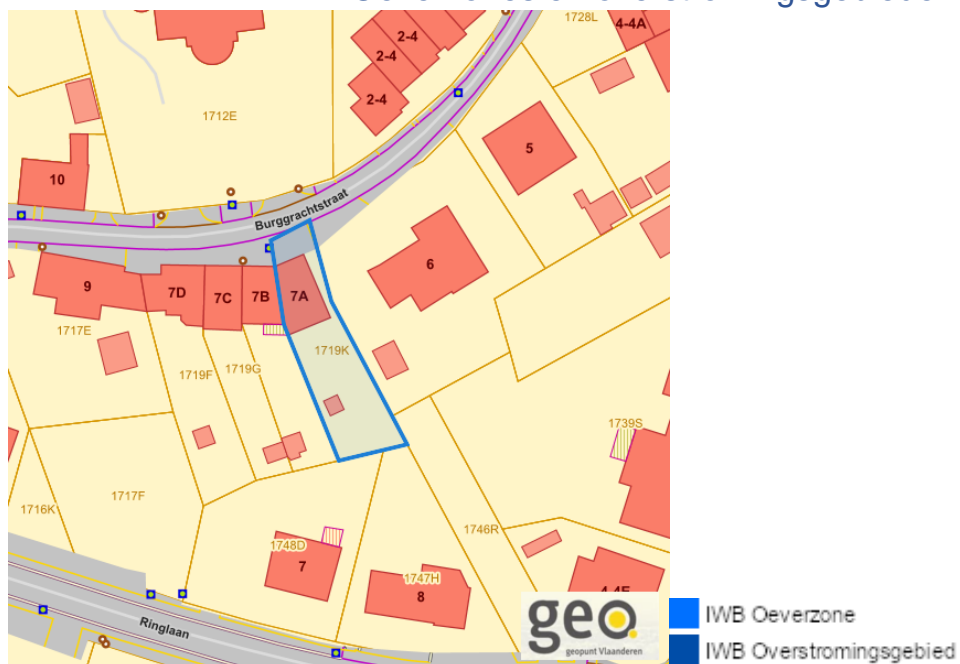 1728L
4-4A
2-4
2-4
2-4
1712E
5
10
Burggrachtstraat
6
9
7D
7C
7B
7A
1717E
1719K
1719G
1719F
1739S
1717F
1716K
1746R
1748D
7
1747H
8
Ringlaan
geo.
geopunt Vlaanderen
IWB Oeverzone
IWB Overstromingsgebied